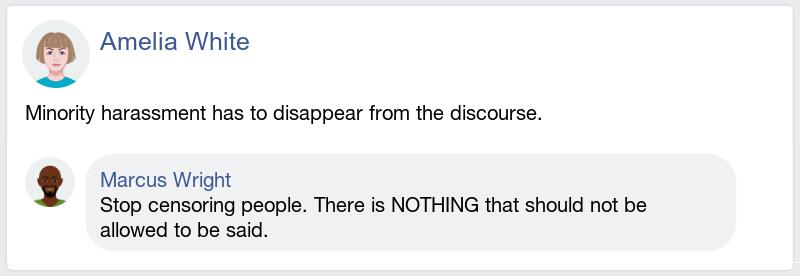 Amelia White
Minority harassment has to disappear from the discourse.
Marcus Wright
Stop censoring people. There is NOTHING that should not be
allowed to be said.